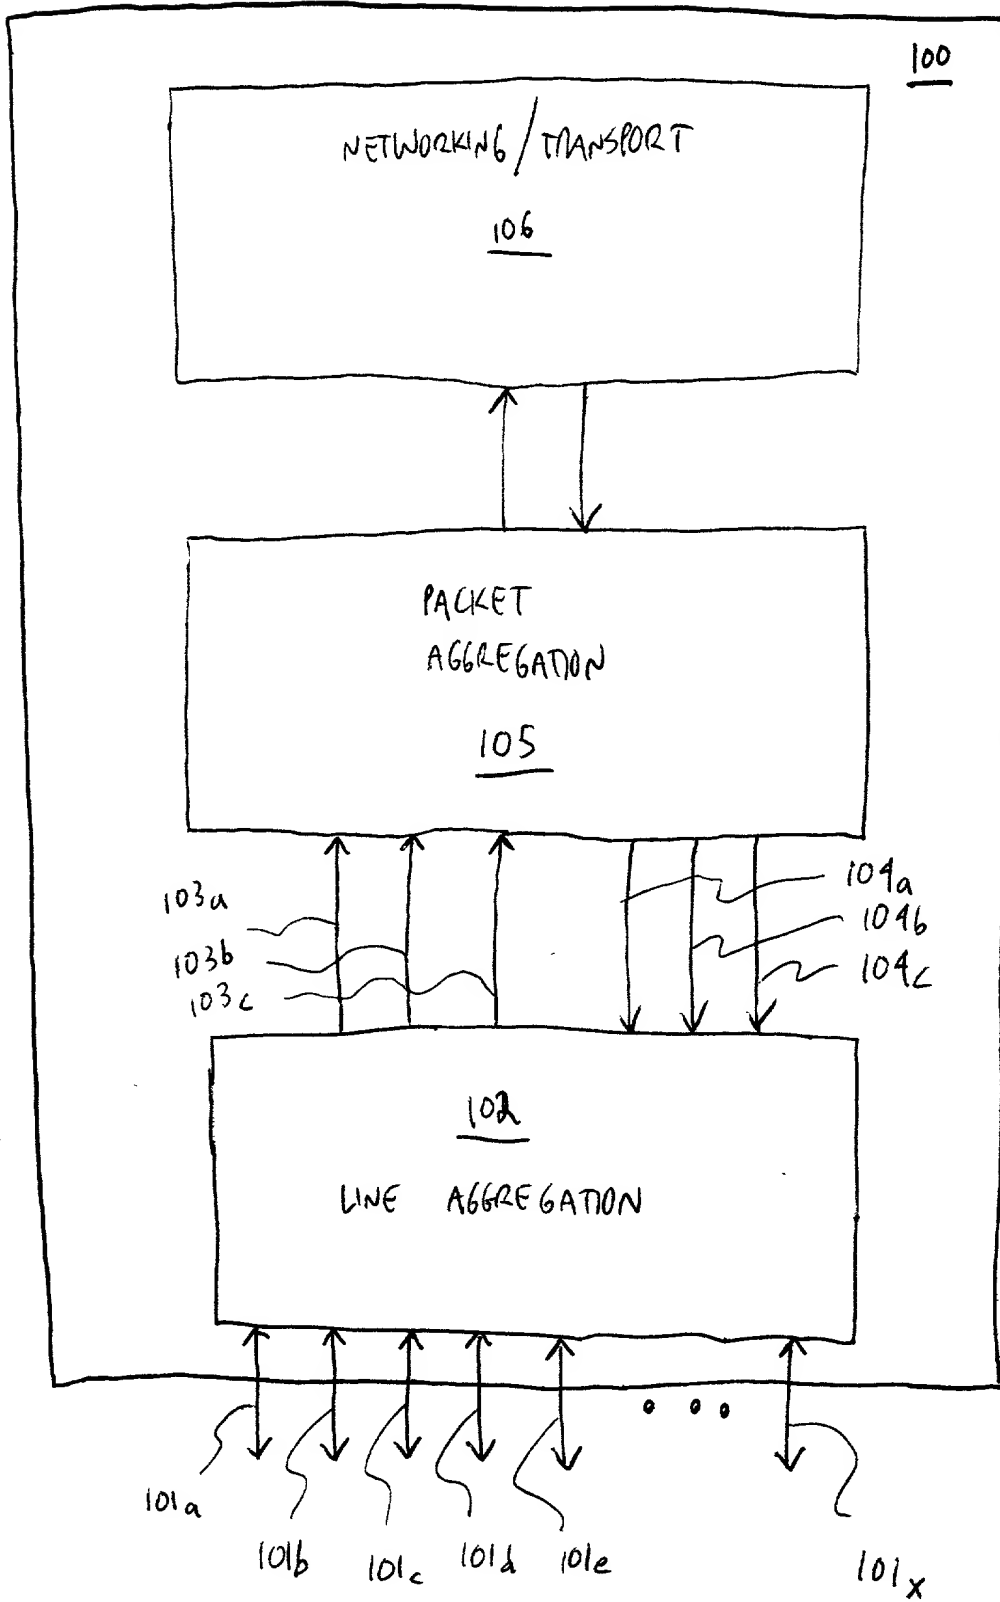 100
NETWORKING/TRANSPORT
106
PACKET
AGGREGATION
105
103a
104a
103b
104b
103c
104c
102
LINE AGGREGATION
101a
101b
101c
101d
101e
101x